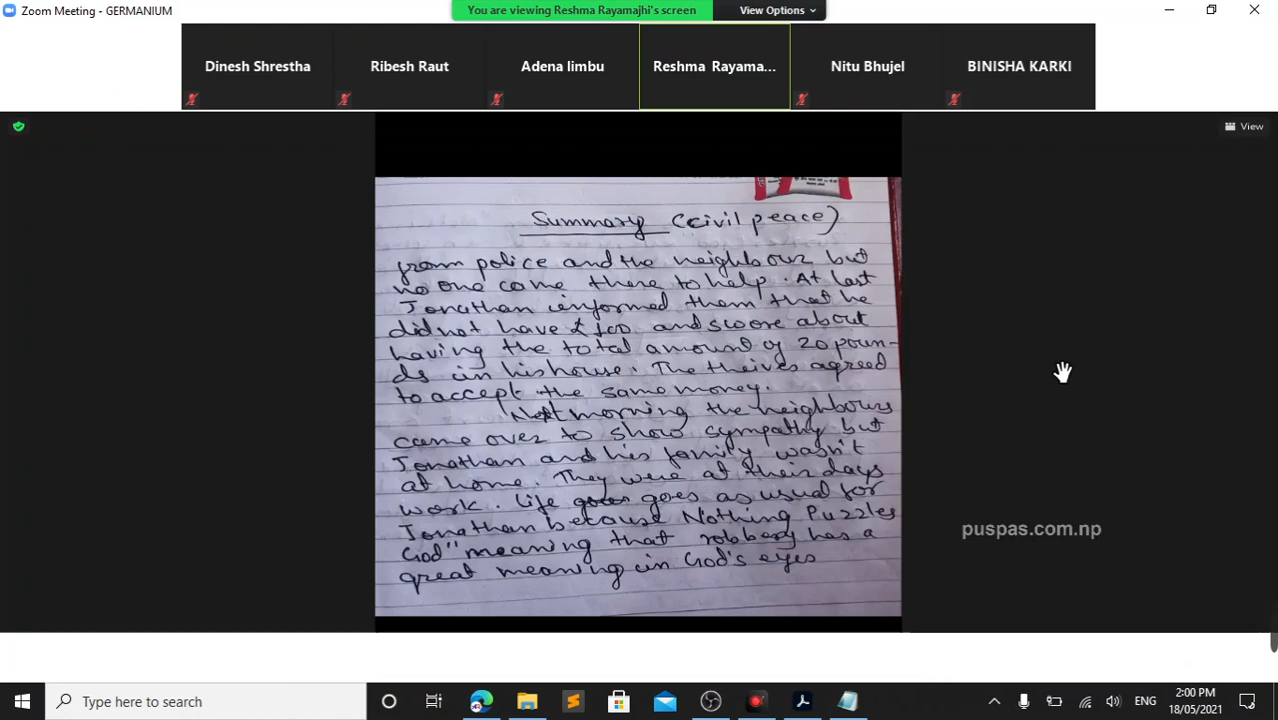 Zoom Meeting - GERMANIUM
You are viewing Reshma Rayamajhi's screen
View Options
Dinesh Shrestha
Ribesh Raut
Adena limbu
Reshma Rayama...
Nitu Bhujel
BINISHA KARKI
View
Summary (civil peace)
from police and the neighbour but
no one came there to help. At last
Jonathan informed them that he
did not have £100 and swore about
having the total amount of 20 poun-
ds in his house. The theives agreed
to accept the same money.
Next morning the neighbours
came over to show sympathy but
Jonathan and his family wasn't
at home. They were at their days
work. Life goes as usual for
Jonathan because Nothing Puzzles
God" meaning that robbery has a
great meaning in God's eyes
puspas.com.np
Type here to search
ENG
2:00 PM
18/05/2021